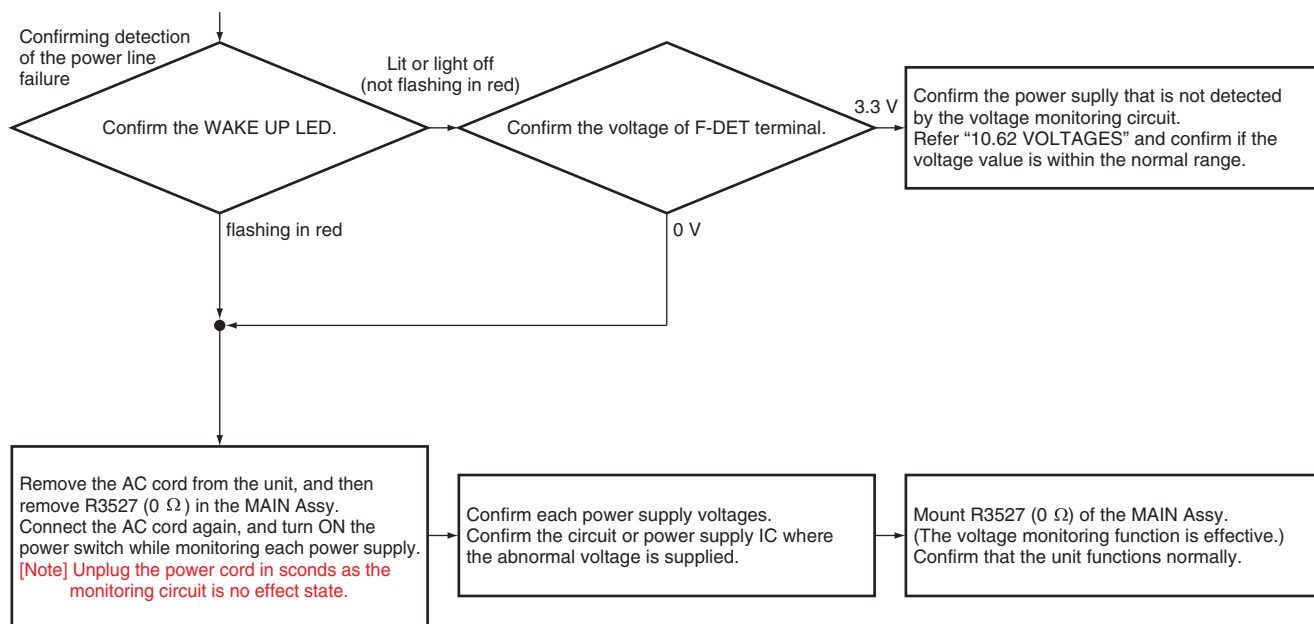 Confirming detection
of the power line
failure
Confirm the WAKE UP LED.
Lit or light off
(not flashing in red)
Confirm the voltage of F-DET terminal.
3.3 V
Confirm the power suplly that is not detected
by the voltage monitoring circuit.
Refer “10.62 VOLTAGES” and confirm if the
voltage value is within the normal range.
flashing in red
0 V
Remove the AC cord from the unit, and then
remove R3527 (0 Ω) in the MAIN Assy.
Connect the AC cord again, and turn ON the
power switch while monitoring each power supply.
[Note] Unplug the power cord in sconds as the
monitoring circuit is no effect state.
Confirm each power supply voltages.
Confirm the circuit or power supply IC where
the abnormal voltage is supplied.
Mount R3527 (0 Ω) of the MAIN Assy.
(The voltage monitoring function is effective.)
Confirm that the unit functions normally.